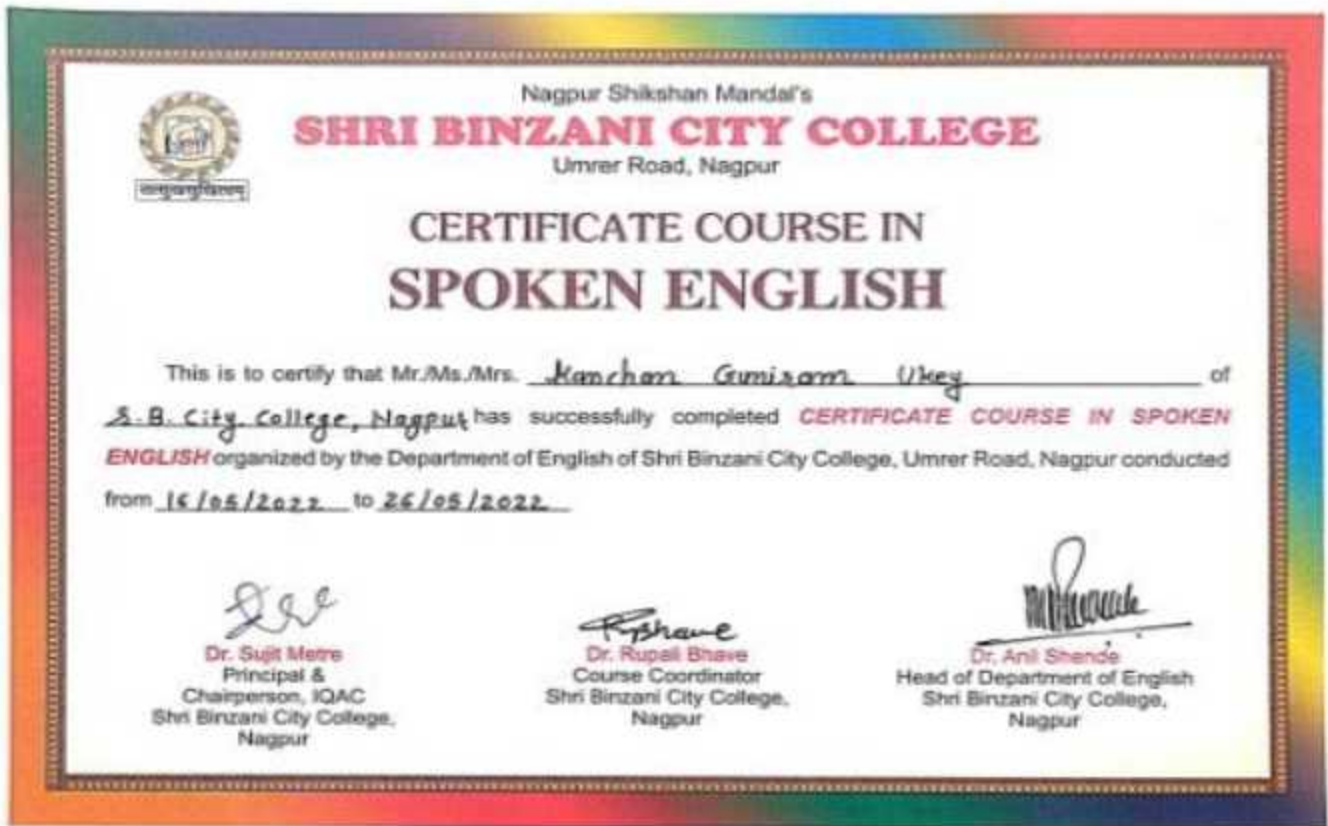 Nagpur Shikshan Mandal's
SHRI BINZANI CITY COLLEGE
Umrer Road, Nagpur
CERTIFICATE COURSE IN
SPOKEN ENGLISH
This is to certify that Mr./Ms./Mrs. Kanchan Guniram Ukey of
S.B. City College, Nagpur has successfully completed CERTIFICATE COURSE IN SPOKEN
ENGLISH organized by the Department of English of Shri Binzani City College, Umrer Road, Nagpur conducted
from 16/05/2022 to 26/05/2022
Dr. Sujit Metre
Principal &
Chairperson, IQAC
Shri Binzani City College,
Nagpur
Dr. Rupali Bhave
Course Coordinator
Shri Binzani City College,
Nagpur
Dr. Anil Shende
Head of Department of English
Shri Binzani City College,
Nagpur